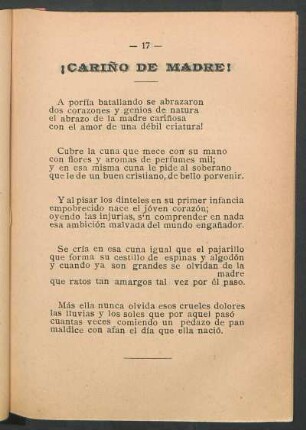 — 17 —
¡CARIÑO DE MADRE!
A porfía batallando se abrazaron
dos corazones y genios de natura
el abrazo de la madre cariñosa
con el amor de una débil criatura!
Cubre la cuna que mece con su mano
con flores y aromas de perfumes mil;
y en esa misma cuna le pide al soberano
que le de un buen cristiano, de bello porvenir.
Y al pisar los dinteles en su primer infancia
empobrecido nace el jóven corazón;
oyendo las injurias, sin comprender en nada
esa ambición malvada del mundo engañador.
Se cría en esa cuna igual que el pajarillo
que forma su cestillo de espinas y algodón
y cuando ya son grandes se olvidan de la
madre
que ratos tan amargos tal vez por él paso.
Más ella nunca olvida esos crueles dolores
las lluvias y los soles que por aquel pasó
cuantas veces comiendo un pedazo de pan
maldice con afan el día que ella nació.